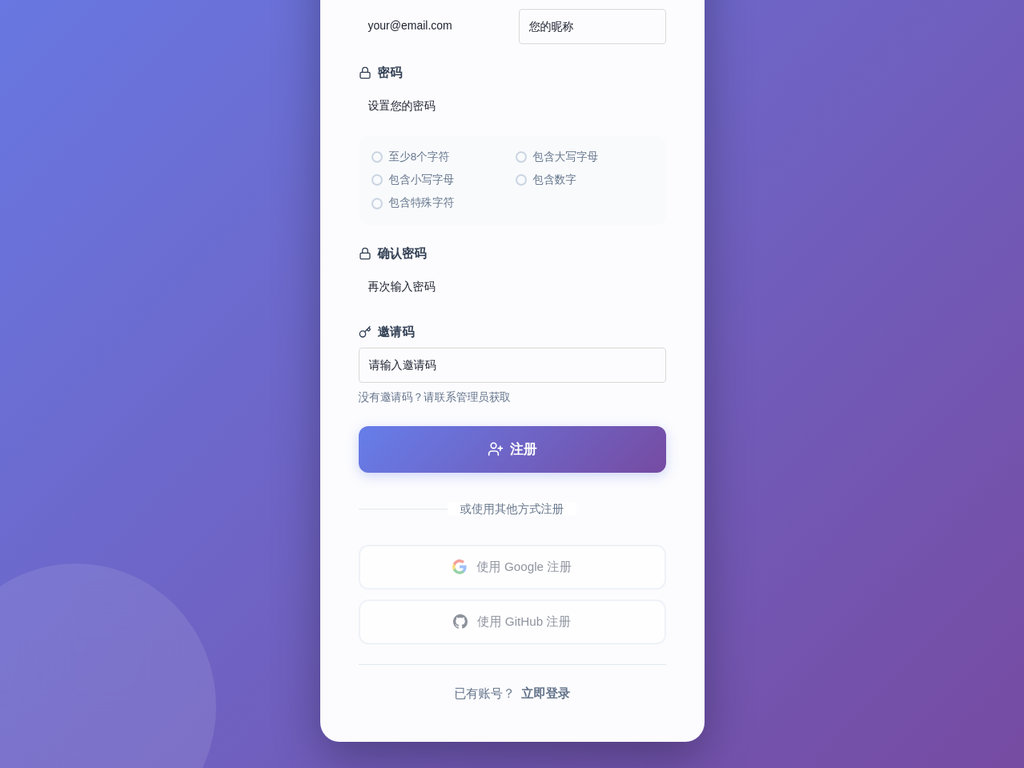 your@email.com 您的昵称
密码
设置您的密码
至少8个字符 包含大写字母
包含小写字母 包含数字
包含特殊字符
确认密码
再次输入密码
邀请码
请输入邀请码
没有邀请码？请联系管理员获取
注册
或使用其他方式注册
使用 Google 注册
使用 GitHub 注册
已有账号？ 立即登录